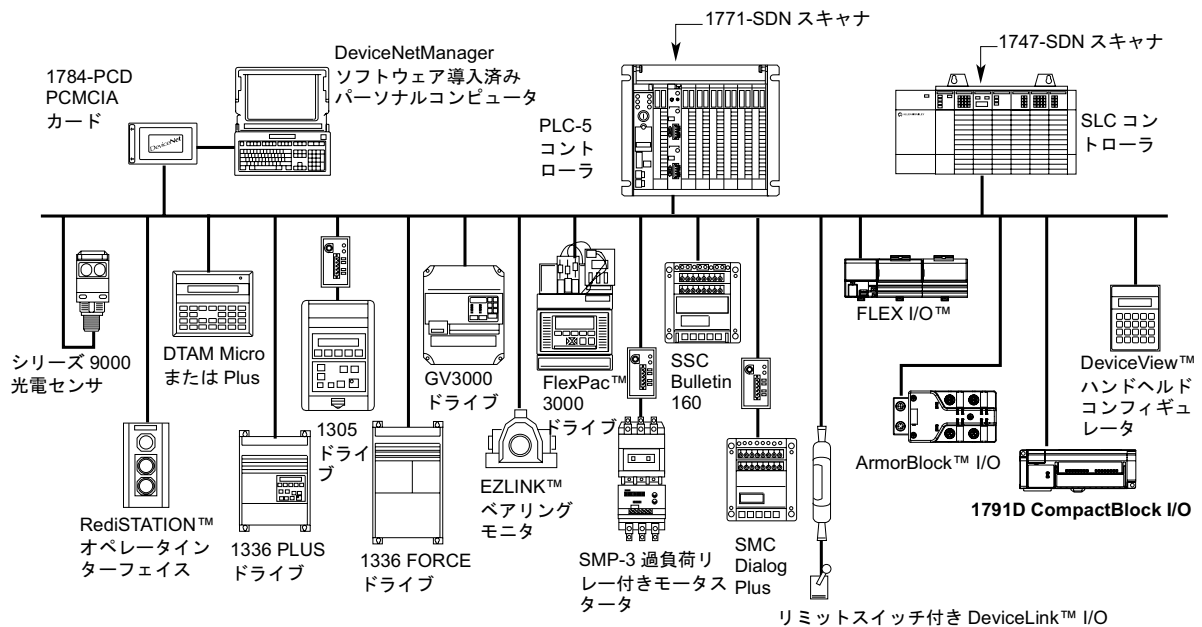 1771-SDN スキャナ
1747-SDN スキャナ
1784-PCD
PCMCIA
カード
DeviceNet
DeviceNetManager
ソフトウェア導入済み
パーソナルコンピュータ
PLC-5
コント
ローラ
SLC コン
トローラ
シリーズ 9000
光電センサ
DTAM Micro
または Plus
1305
ドライ
ブ
GV3000
ドライブ
FlexPac™
3000
ドライブ
SSC
Bulletin
160
FLEX I/O™
DeviceView™
ハンドヘルド
コンフィギュ
レータ
ArmorBlock™ I/O
1791D CompactBlock I/O
RediSTATION™
オペレータイン
ターフェイス
1336 PLUS
ドライブ
1336 FORCE
ドライブ
EZLINK™
ベアリング
モニタ
SMP-3 過負荷リ
レー付きモータス
タータ
SMC
Dialog
Plus
リミットスイッチ付き DeviceLink™ I/O